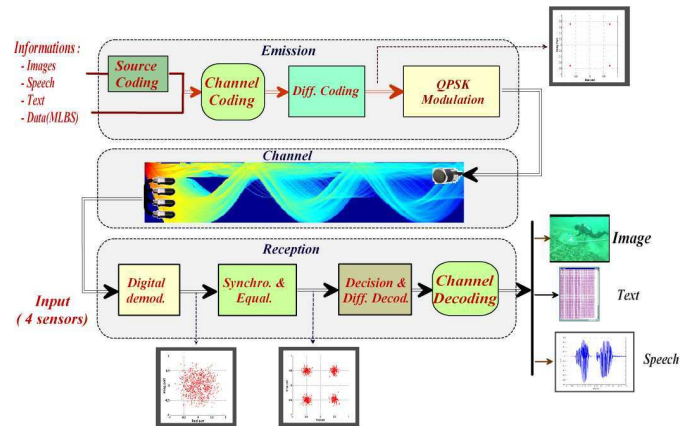 Informations :
- Images
- Speech
- Text
- Data(MLBS)
Emission
Source
Coding
Channel
Coding
Diff. Coding
QPSK
Modulation
Channel
Reception
Input
( 4 sensors)
Digital
demod.
Synchro. &
Equal.
Decision &
Diff. Decod.
Channel
Decoding
Image
Text
Speech